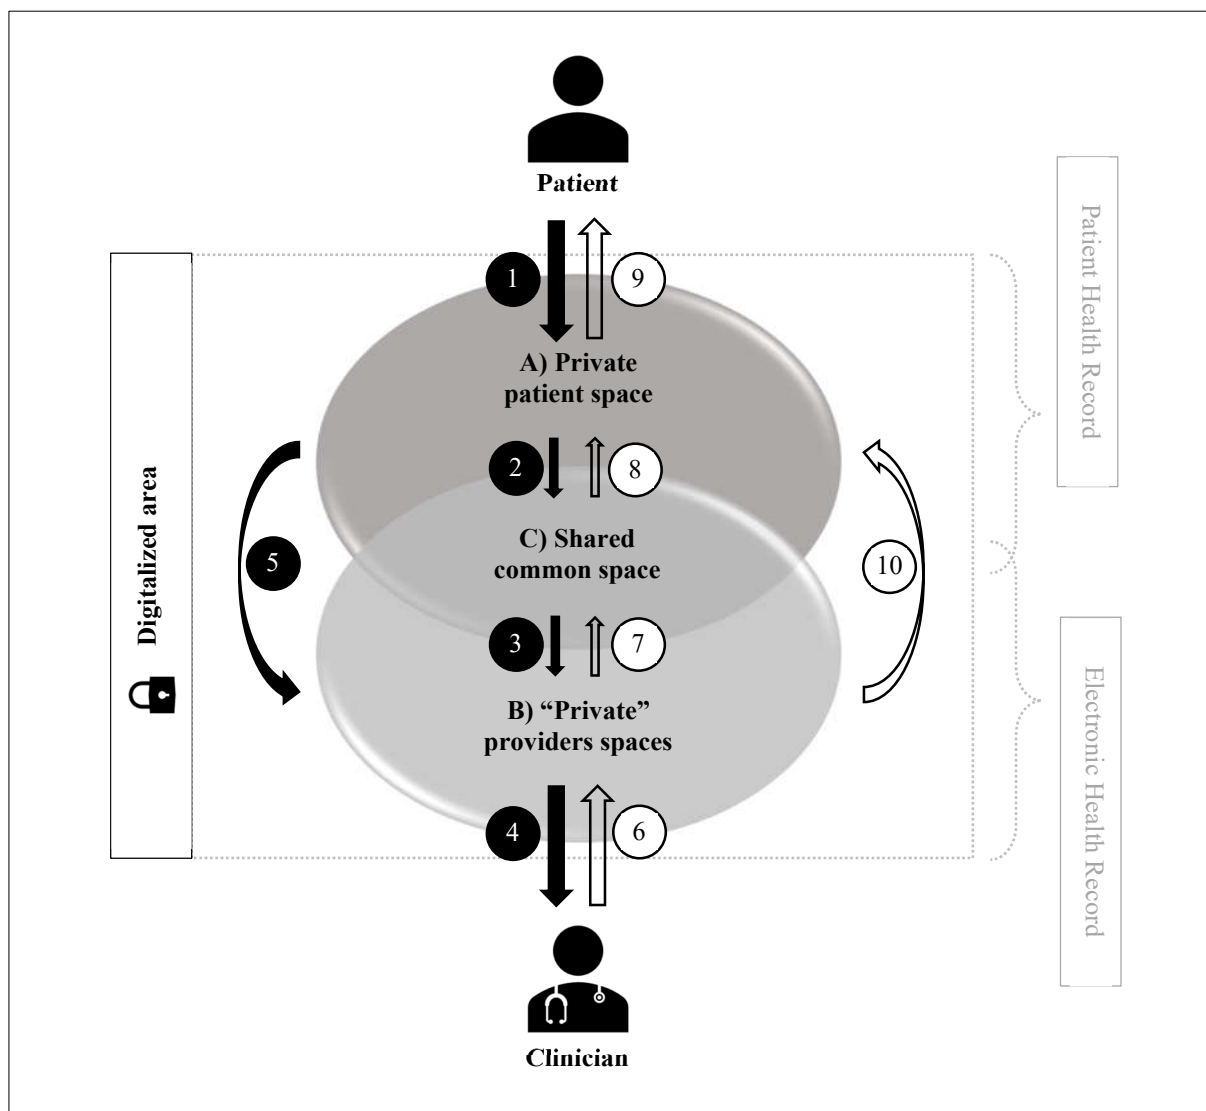 Patient
1
9
A) Private
patient space
2
8
C) Shared
common space
5
10
3
7
B) “Private”
providers spaces
4
6
Clinician
Digitalized area
Patient Health Record
Electronic Health Record